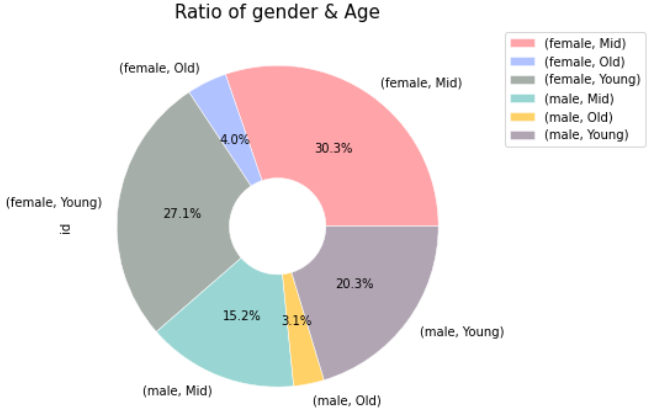 Ratio of gender & Age
(female, Mid)
(female, Old)
(female, Young)
(male, Mid)
(male, Old)
(male, Young)
(female, Old)
(female, Mid)
4.0%
30.3%
(female, Young)
27.1%
id
20.3%
15.2%
3.1%
(male, Young)
(male, Mid)
(male, Old)